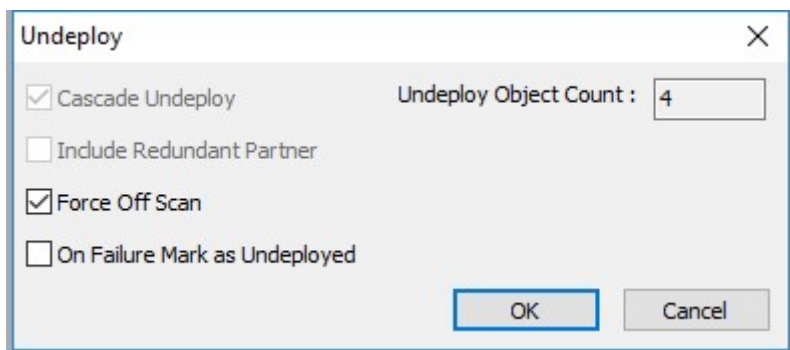 Undeploy
Cascade Undeploy
Undeploy Object Count :
4
Include Redundant Partner
Force Off Scan
On Failure Mark as Undeployed
OK
Cancel